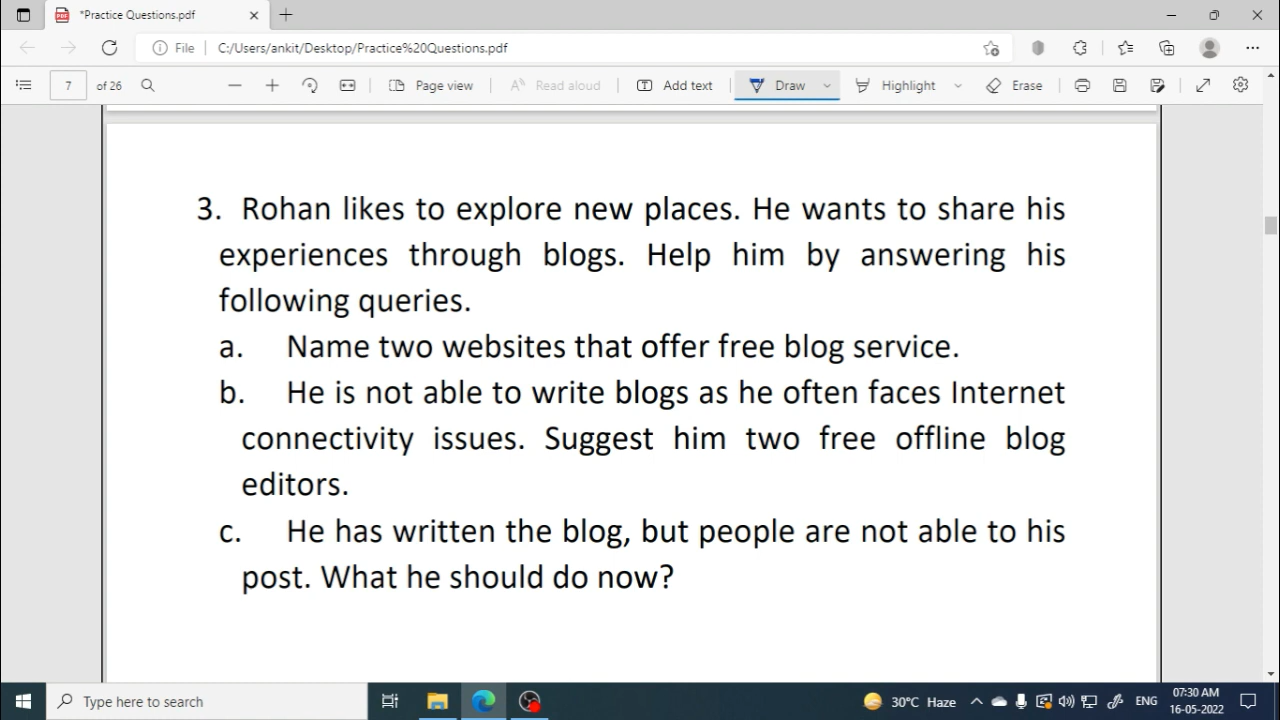 *Practice Questions.pdf
File | C:/Users/ankit/Desktop/Practice%20Questions.pdf
7 of 26 Page view Read aloud Add text Draw Highlight Erase
3. Rohan likes to explore new places. He wants to share his
experiences through blogs. Help him by answering his
following queries.
a. Name two websites that offer free blog service.
b. He is not able to write blogs as he often faces Internet
connectivity issues. Suggest him two free offline blog
editors.
c. He has written the blog, but people are not able to his
post. What he should do now?
Type here to search 30°C Haze ENG 07:30 AM
16-05-2022